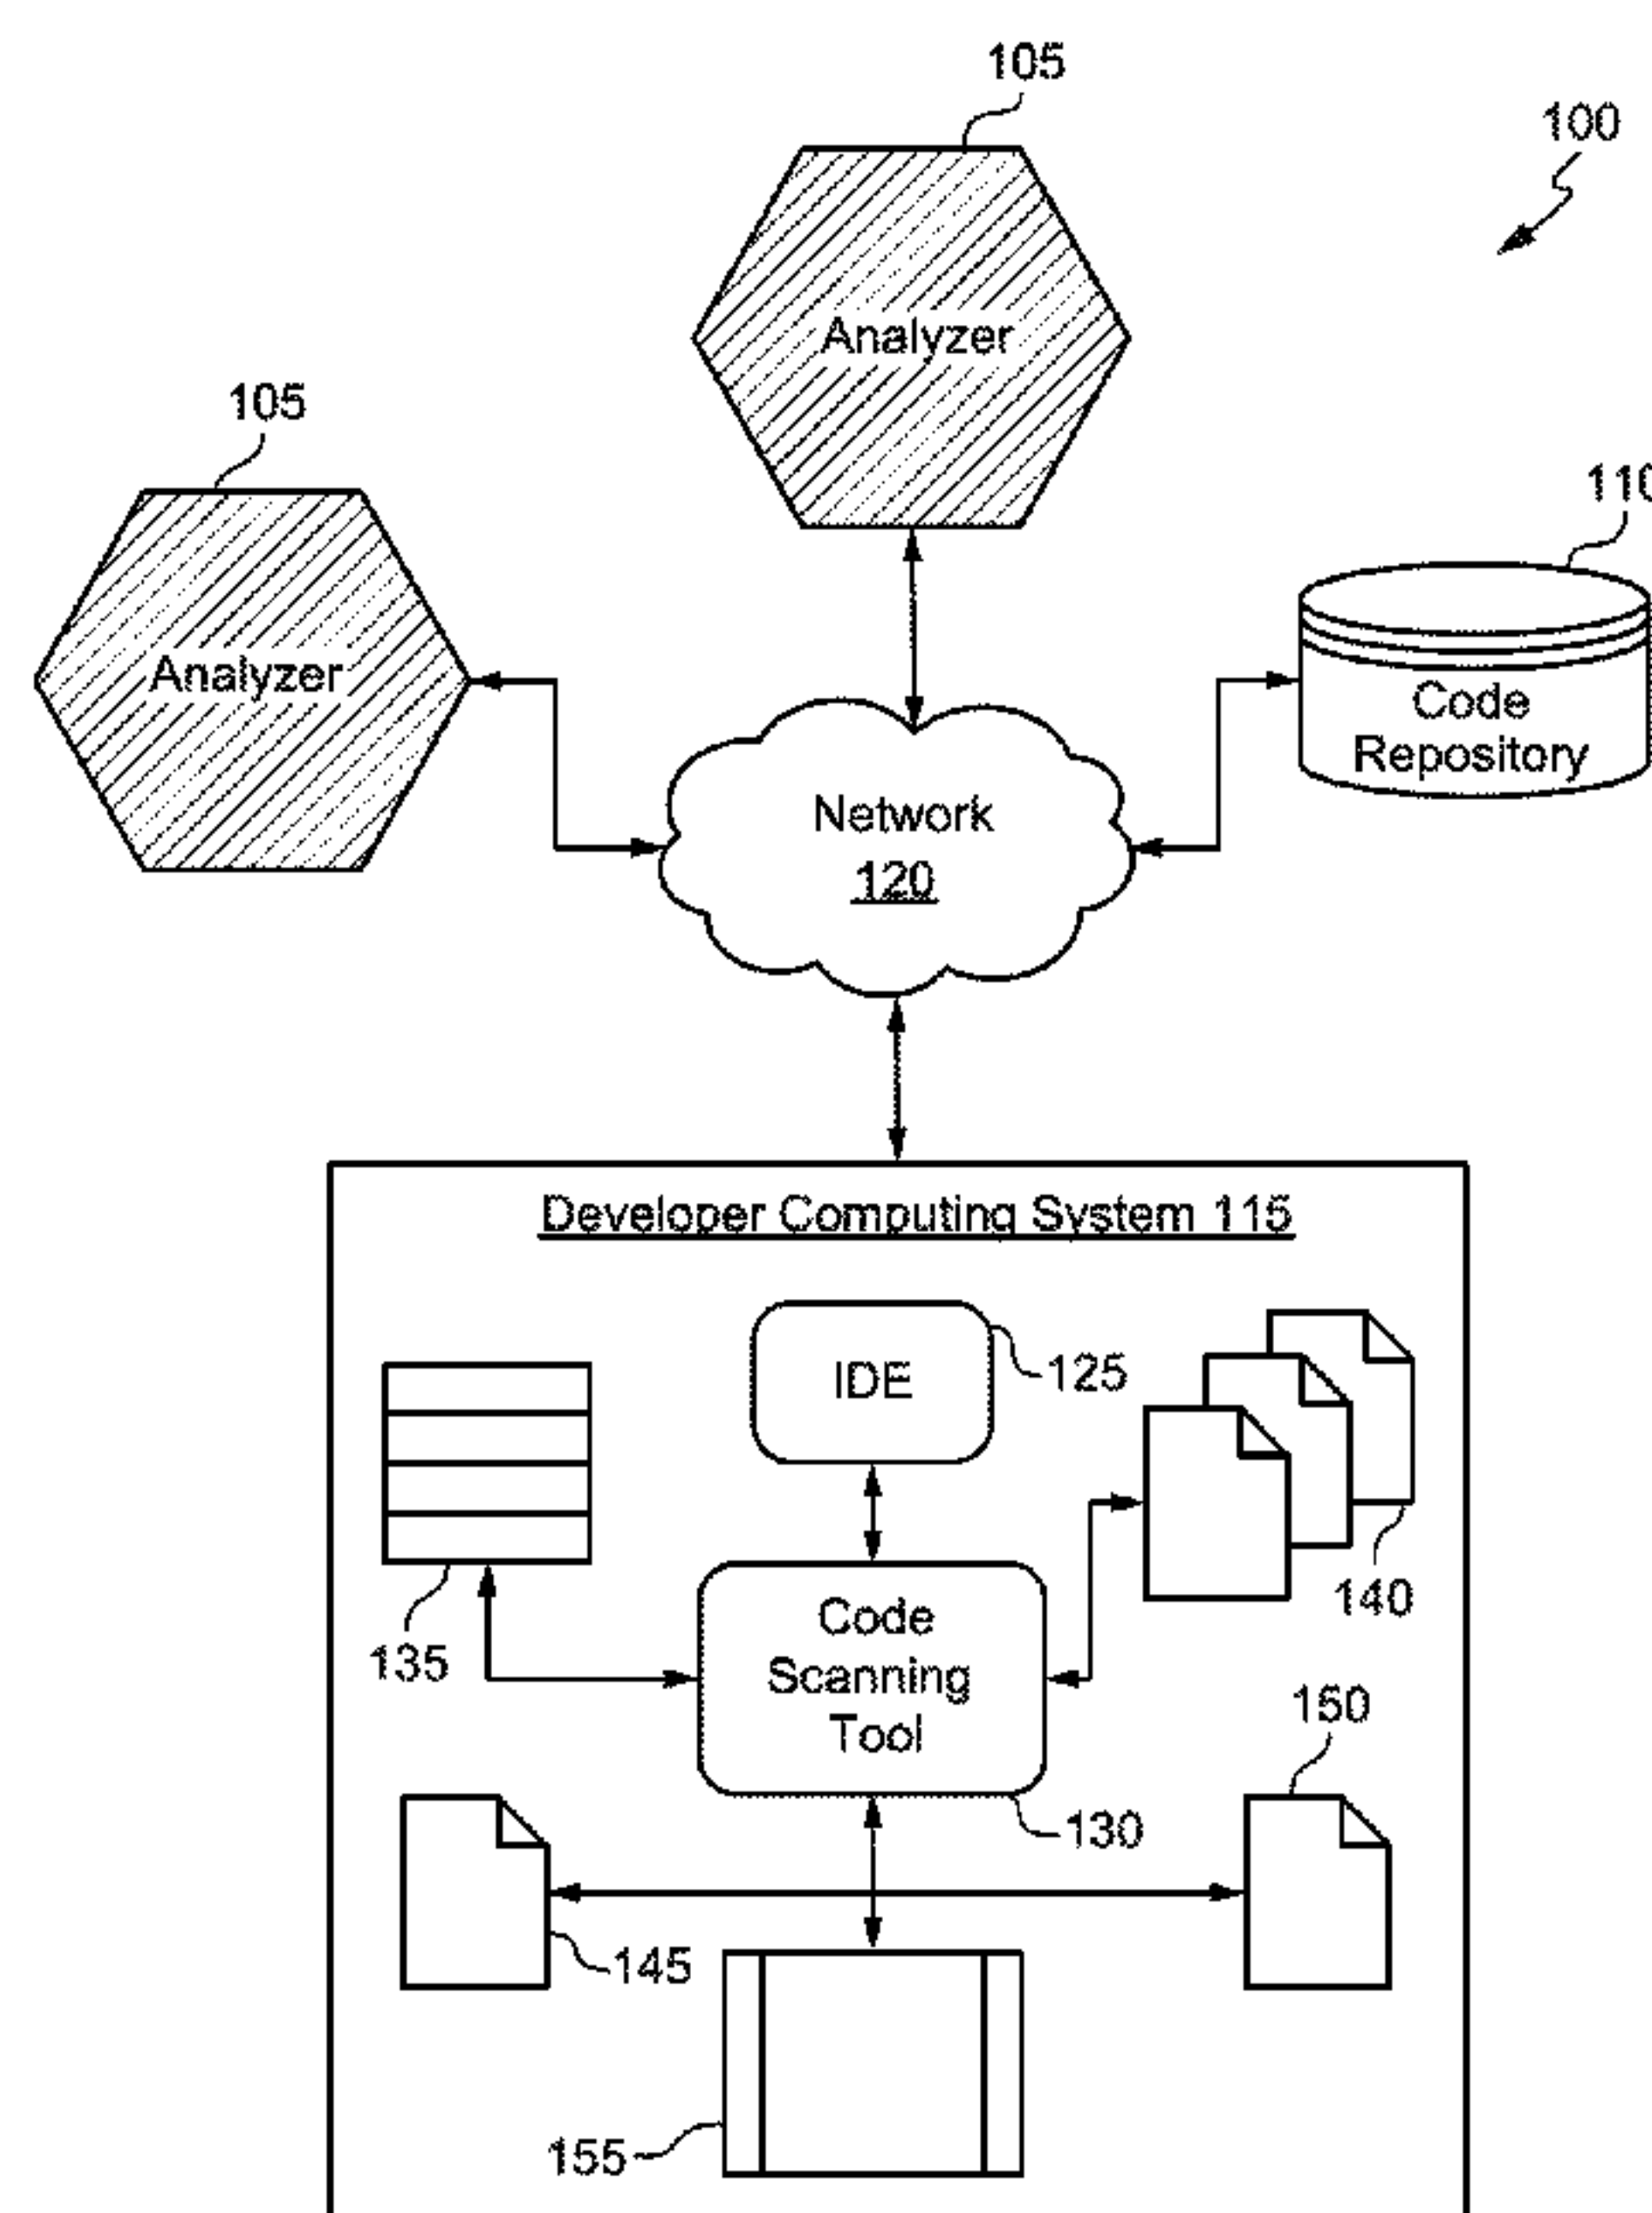 105
100
Analyzer
105
110
Analyzer
Code
Repository
Network
120
Developer Computing System 115
IDE
125
140
Code
Scanning
Tool
135
150
130
145
155